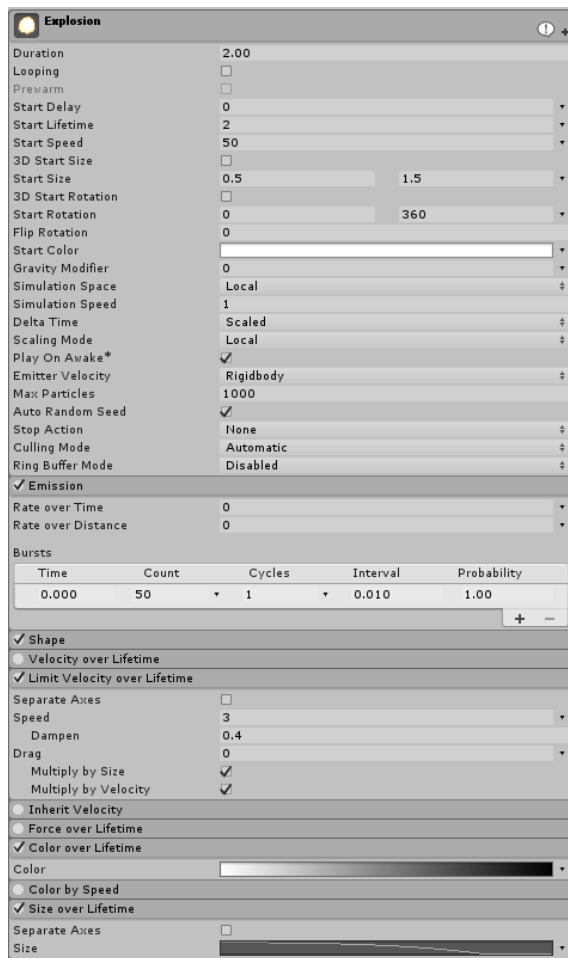 Explosion
Duration 2.00
Looping
Prewarm
Start Delay 0
Start Lifetime 2
Start Speed 50
3D Start Size
Start Size 0.5 1.5
3D Start Rotation
Start Rotation 0 360
Flip Rotation 0
Start Color
Gravity Modifier 0
Simulation Space Local
Simulation Speed 1
Delta Time Scaled
Scaling Mode Local
Play On Awake*
Emitter Velocity Rigidbody
Max Particles 1000
Auto Random Seed
Stop Action None
Culling Mode Automatic
Ring Buffer Mode Disabled
Emission
Rate over Time 0
Rate over Distance 0
Bursts
Time Count Cycles Interval Probability
0.000 50 1 0.010 1.00
Shape
Velocity over Lifetime
Limit Velocity over Lifetime
Separate Axes
Speed 3
Dampen 0.4
Drag 0
Multiply by Size
Multiply by Velocity
Inherit Velocity
Force over Lifetime
Color over Lifetime
Color
Color by Speed
Size over Lifetime
Separate Axes
Size